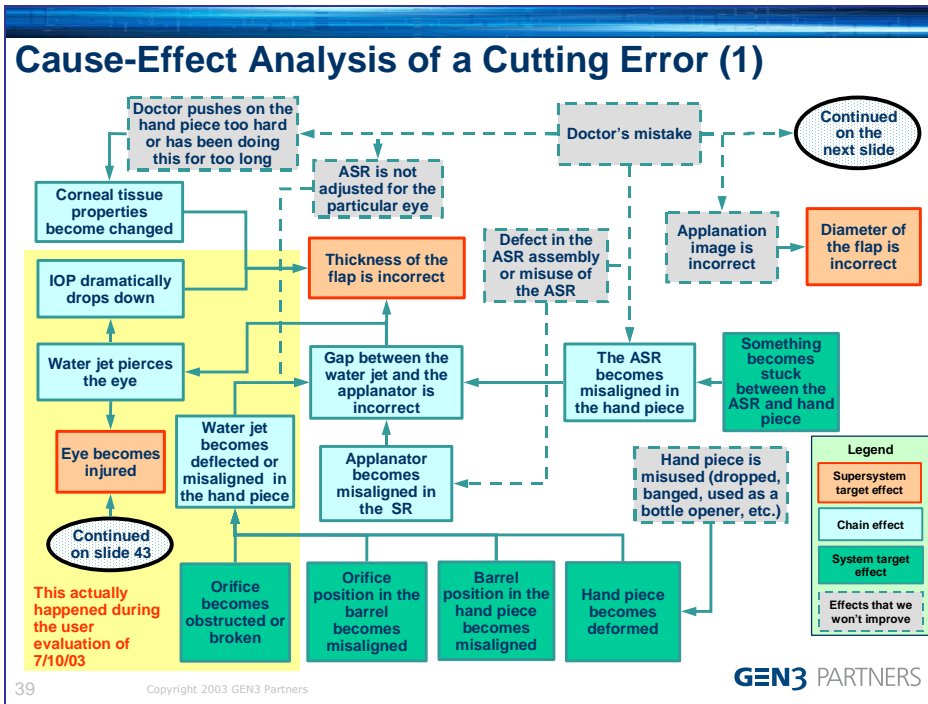 Cause-Effect Analysis of a Cutting Error (1)
Doctor pushes on the
hand piece too hard
or has been doing
this for too long
Doctor's mistake
Continued
on the
next slide
ASR is not
adjusted for the
particular eye
Corneal tissue
properties
become changed
Applanation
image is
incorrect
Diameter of
the flap is
incorrect
Thickness of the
flap is incorrect
Defect in the
ASR assembly
or misuse of
the ASR
IOP dramatically
drops down
Water jet pierces
the eye
Gap between the
water jet and the
applanator is
incorrect
The ASR
becomes
misaligned in
the hand piece
Something
becomes
stuck
between the
ASR and hand
piece
Eye becomes
injured
Water jet
becomes
deflected or
misaligned in
the hand piece
Applanator
becomes
misaligned in
the SR
Hand piece is
misused (dropped,
banged, used as a
bottle opener, etc.)
Continued
on slide 43
Orifice
becomes
obstructed or
broken
Orifice
position in the
barrel
becomes
misaligned
Barrel
position in the
hand piece
becomes
misaligned
Hand piece
becomes
deformed
This actually
happened during
the user
evaluation of
7/10/03
Legend
Supersystem
target effect
Chain effect
System target
effect
Effects that we
won't improve
39
Copyright 2003 GEN3 Partners
GEN3 PARTNERS